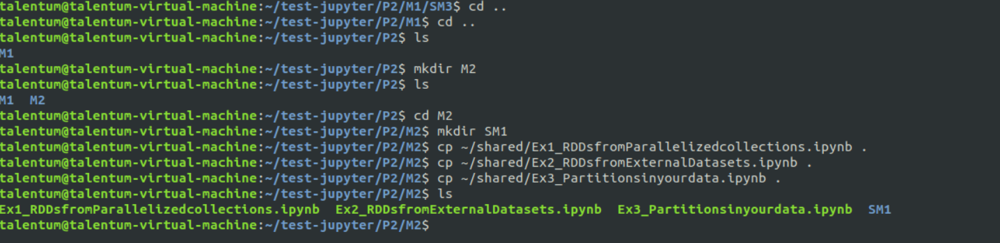 talentum@talentum-virtual-machine:~/test-jupyter/P2/M1/SM3$ cd ..
talentum@talentum-virtual-machine:~/test-jupyter/P2/M1$ cd ..
talentum@talentum-virtual-machine:~/test-jupyter/P2$ ls
M1
talentum@talentum-virtual-machine:~/test-jupyter/P2$ mkdir M2
talentum@talentum-virtual-machine:~/test-jupyter/P2$ ls
M1  M2
talentum@talentum-virtual-machine:~/test-jupyter/P2$ cd M2
talentum@talentum-virtual-machine:~/test-jupyter/P2/M2$ mkdir SM1
talentum@talentum-virtual-machine:~/test-jupyter/P2/M2$ cp ~/shared/Ex1_RDDsfromParallelizedcollections.ipynb .
talentum@talentum-virtual-machine:~/test-jupyter/P2/M2$ cp ~/shared/Ex2_RDDsfromExternalDatasets.ipynb .
talentum@talentum-virtual-machine:~/test-jupyter/P2/M2$ cp ~/shared/Ex3_Partitionsinyourdata.ipynb .
talentum@talentum-virtual-machine:~/test-jupyter/P2/M2$ ls
Ex1_RDDsfromParallelizedcollections.ipynb  Ex2_RDDsfromExternalDatasets.ipynb  Ex3_Partitionsinyourdata.ipynb  SM1
talentum@talentum-virtual-machine:~/test-jupyter/P2/M2$